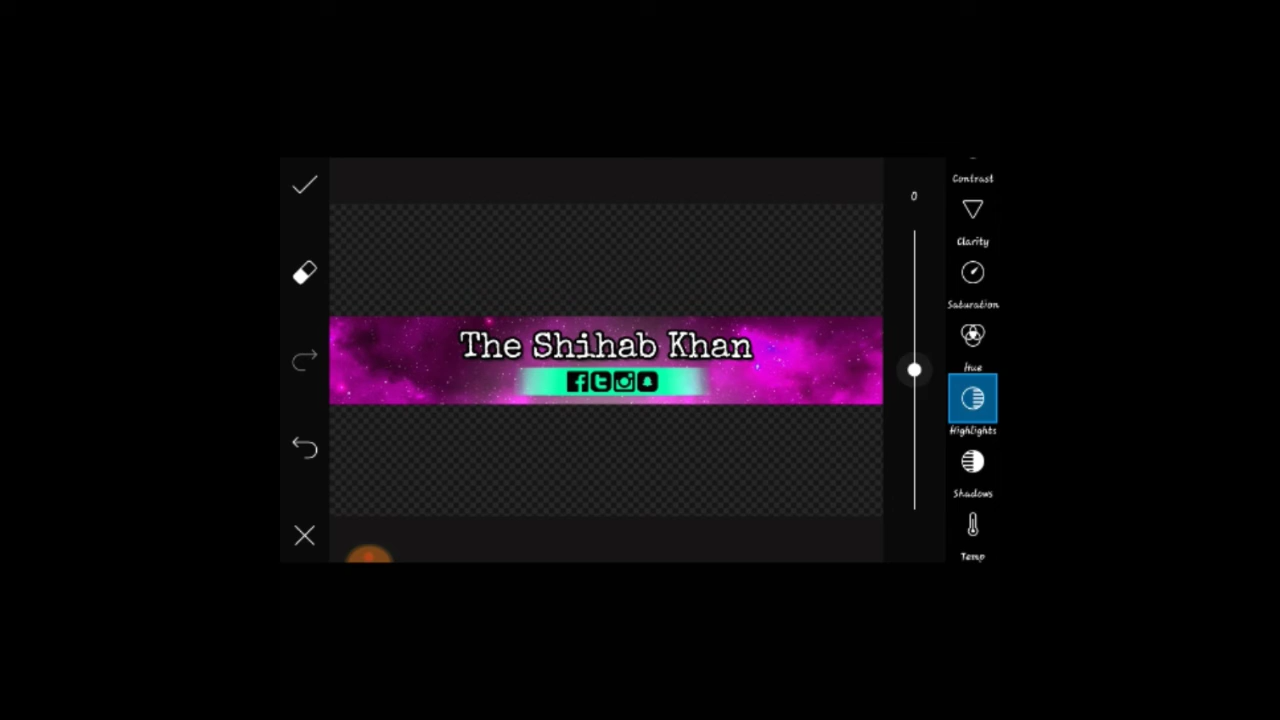 0
Contrast
Clarity
Saturation
Hue
Highlights
Shadows
Temp
The Shihab Khan